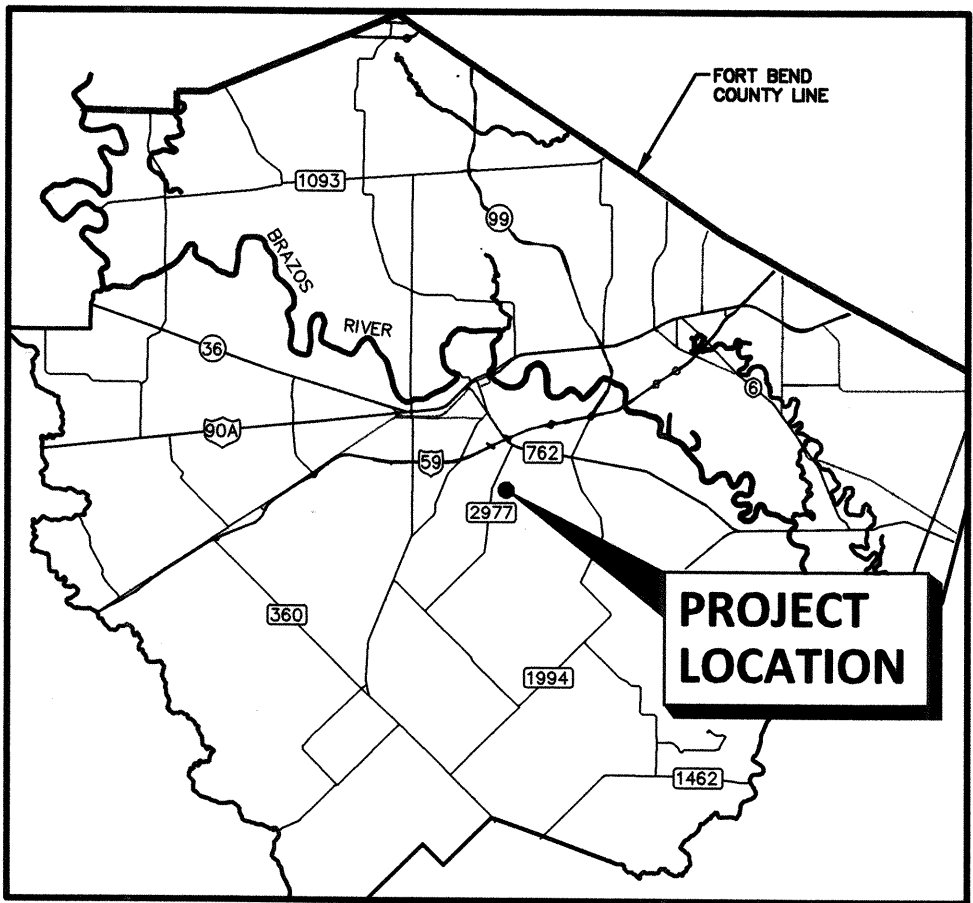 FORT BEND
COUNTY LINE
1093
99
BRAZOS
RIVER
36
6
90A
59
762
2977
360
PROJECT
LOCATION
1994
1462